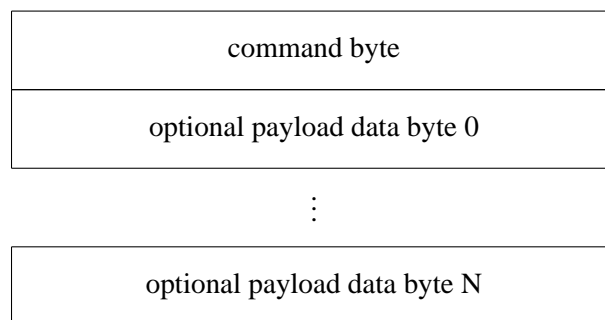 command byte
optional payload data byte 0
⋮
optional payload data byte N